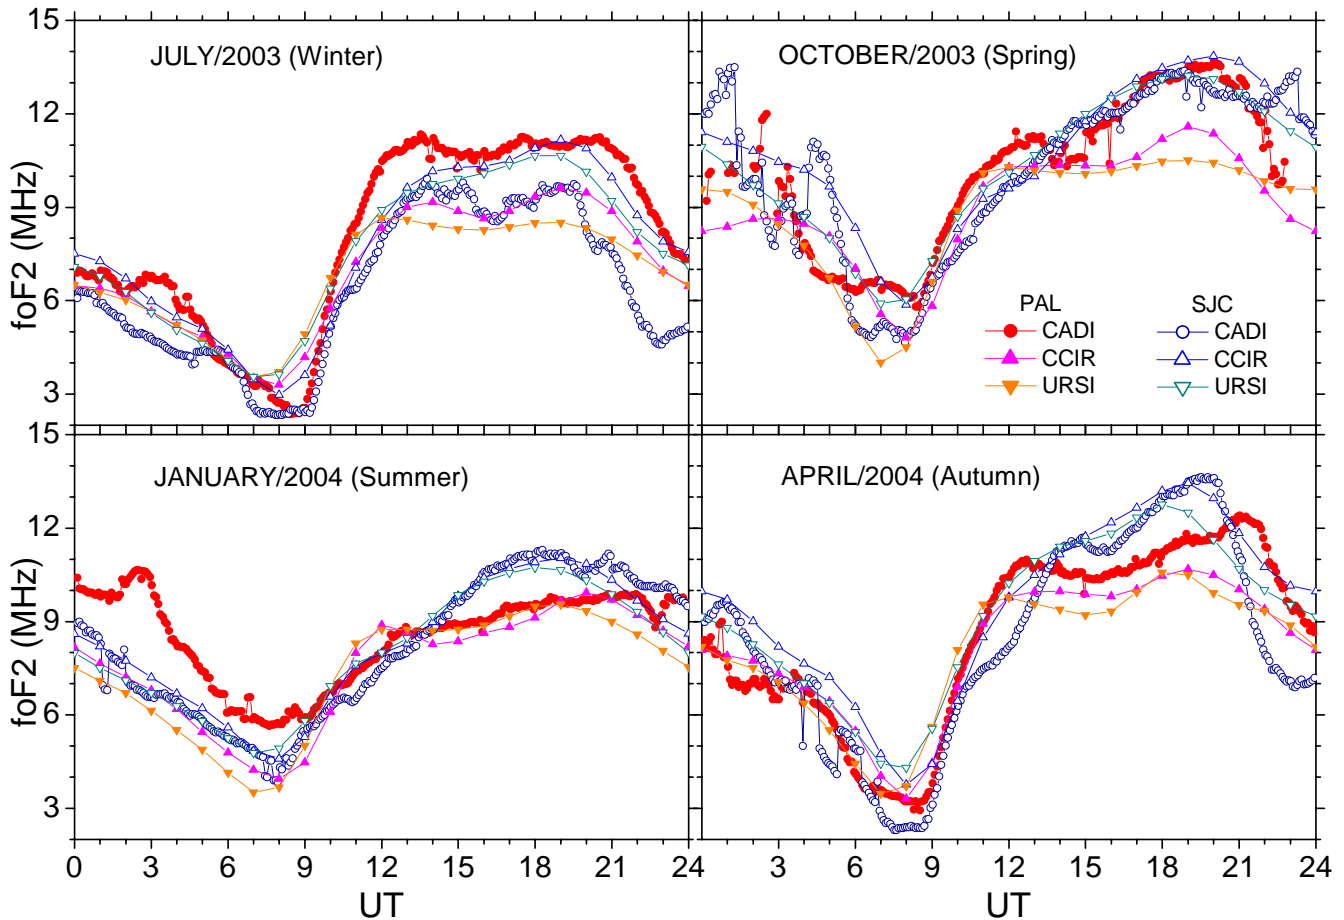 15
12
9
6
3
foF2 (MHz)
JULY/2003 (Winter)
OCTOBER/2003 (Spring)
PAL SJC
CADI CADI
CCIR CCIR
URSI URSI
15
12
9
6
3
foF2 (MHz)
JANUARY/2004 (Summer)
APRIL/2004 (Autumn)
0 3 6 9 12 15 18 21 24 3 6 9 12 15 18 21 24
UT UT